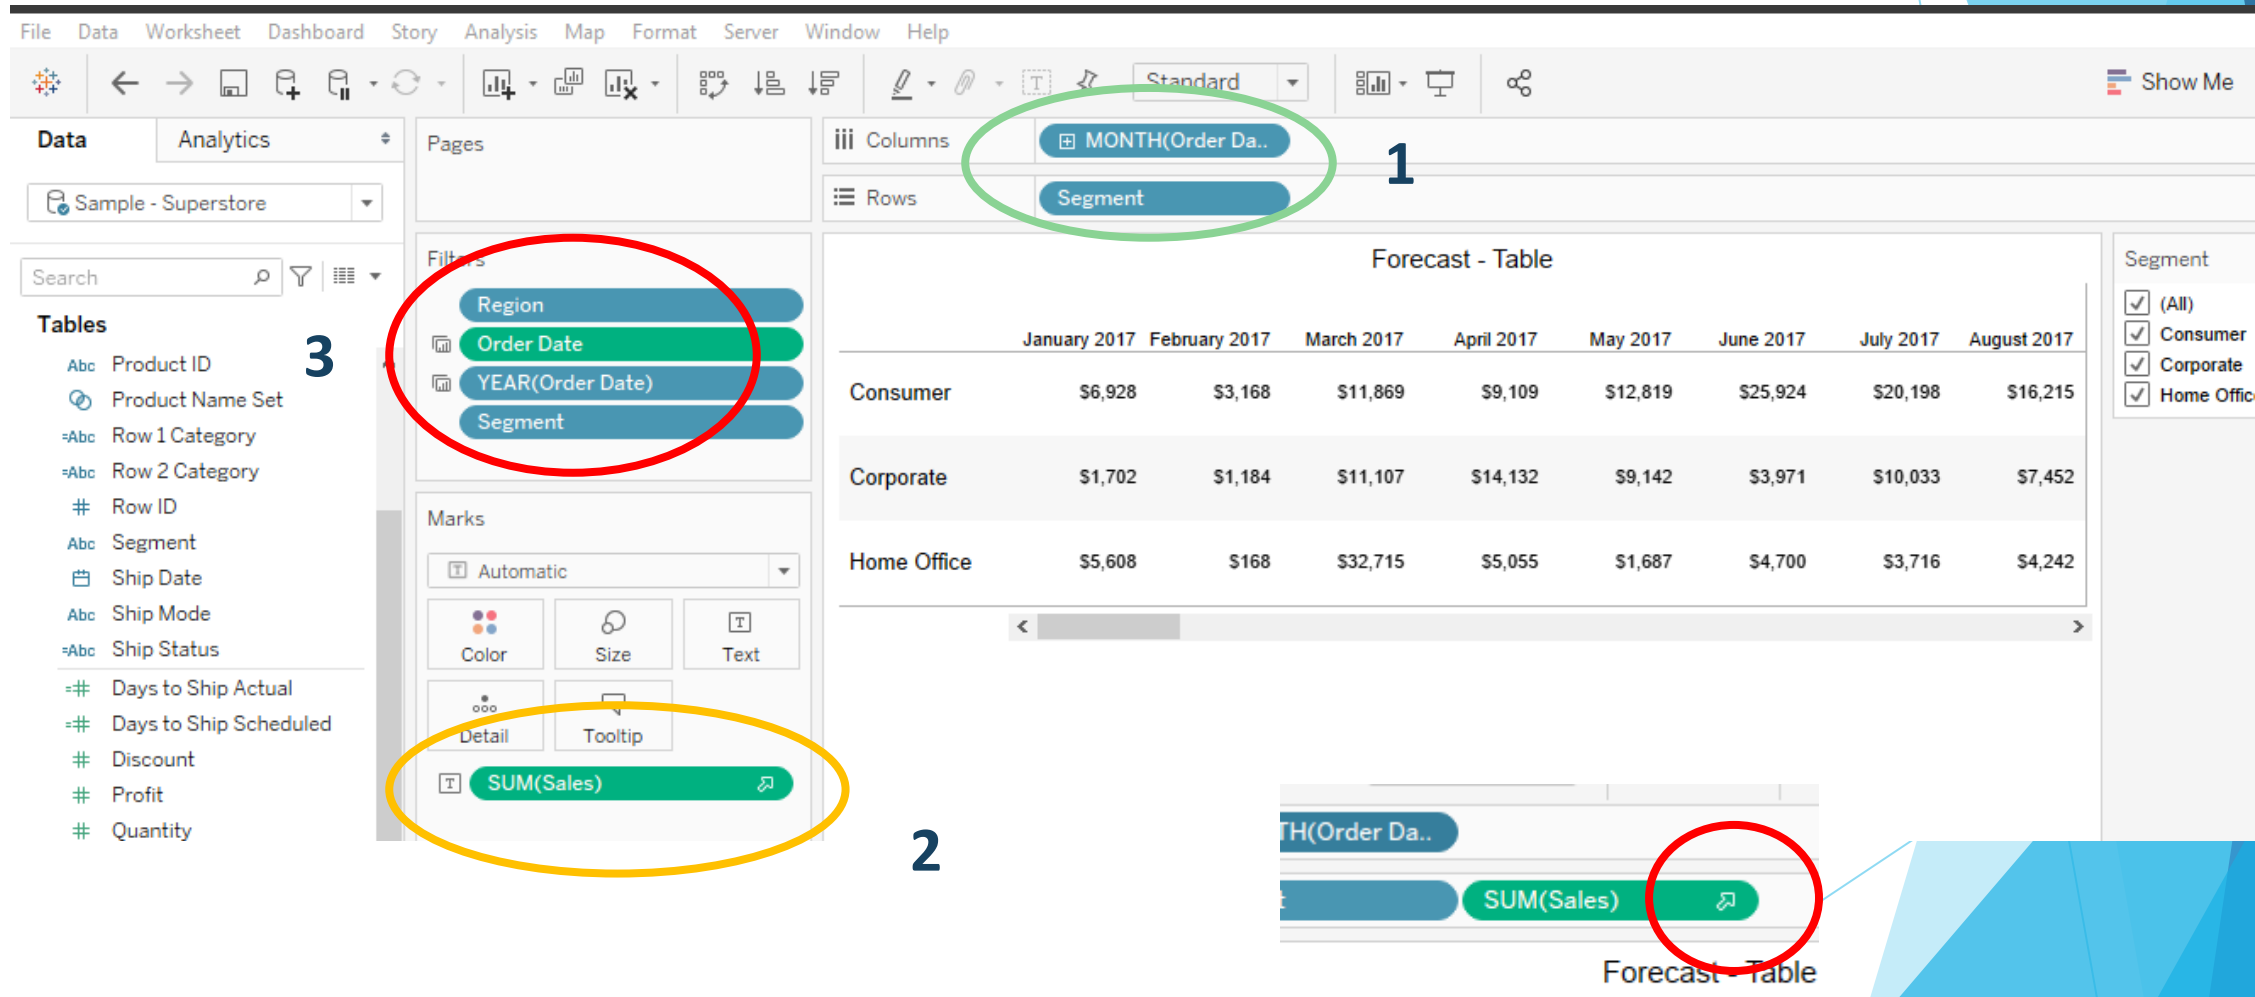 File Data Worksheet Dashboard Story Analysis Map Format Server Window Help
Standard
Show Me
Data Analytics
Sample - Superstore
Search
Tables
Abc Product ID
Product Name Set
=Abc Row 1 Category
=Abc Row 2 Category
# Row ID
Abc Segment
Ship Date
Abc Ship Mode
=Abc Ship Status
=# Days to Ship Actual
=# Days to Ship Scheduled
# Discount
# Profit
# Quantity
3
Pages
Filters
Region
Order Date
YEAR(Order Date)
Segment
Marks
T Automatic
Color Size T Text
Detail Tooltip
T SUM(Sales)
2
Columns MONTH(Order Da..
Rows Segment
1
Forecast - Table
January 2017 February 2017 March 2017 April 2017 May 2017 June 2017 July 2017 August 2017
Consumer $6,928 $3,168 $11,869 $9,109 $12,819 $25,924 $20,198 $16,215
Corporate $1,702 $1,184 $11,107 $14,132 $9,142 $3,971 $10,033 $7,452
Home Office $5,608 $168 $32,715 $5,055 $1,687 $4,700 $3,716 $4,242
Segment
(All)
Consumer
Corporate
Home Offic
TH(Order Da..
t SUM(Sales)
Forecast - Table